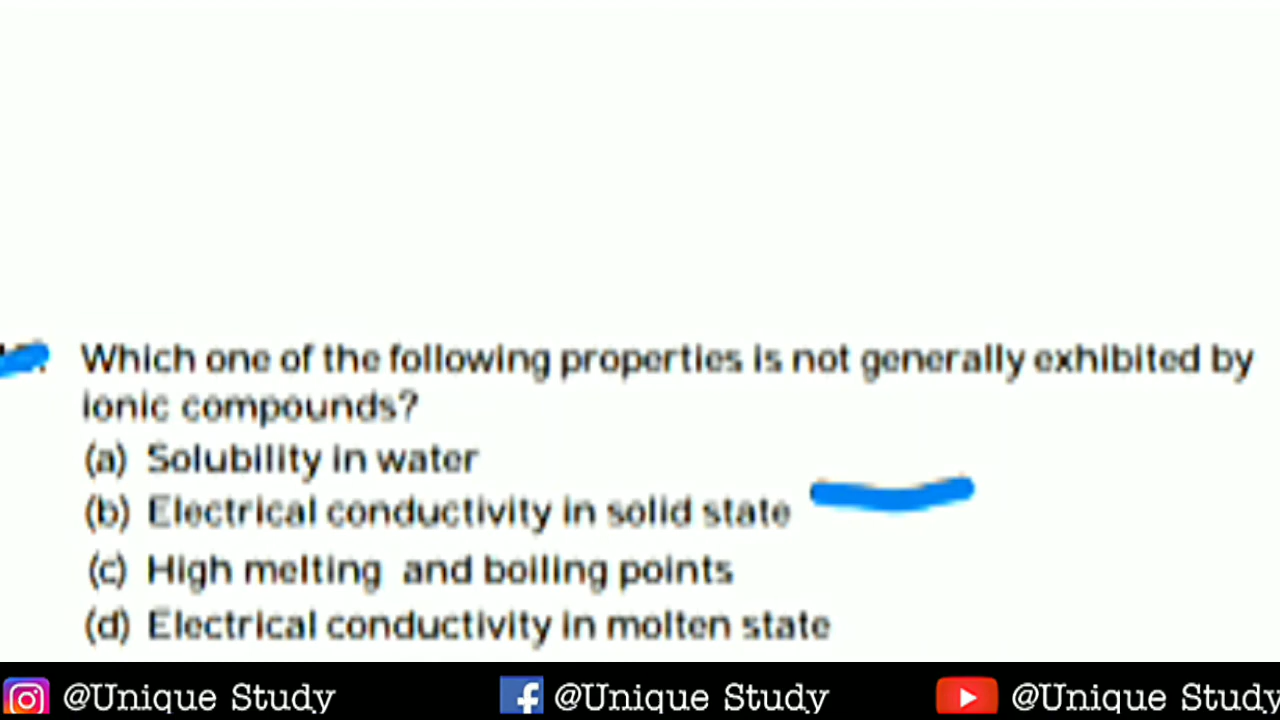 Which one of the following properties is not generally exhibited by
ionic compounds?
(a) Solubility in water
(b) Electrical conductivity in solid state
(c) High melting and boiling points
(d) Electrical conductivity in molten state
@Unique Study @Unique Study @Unique Study